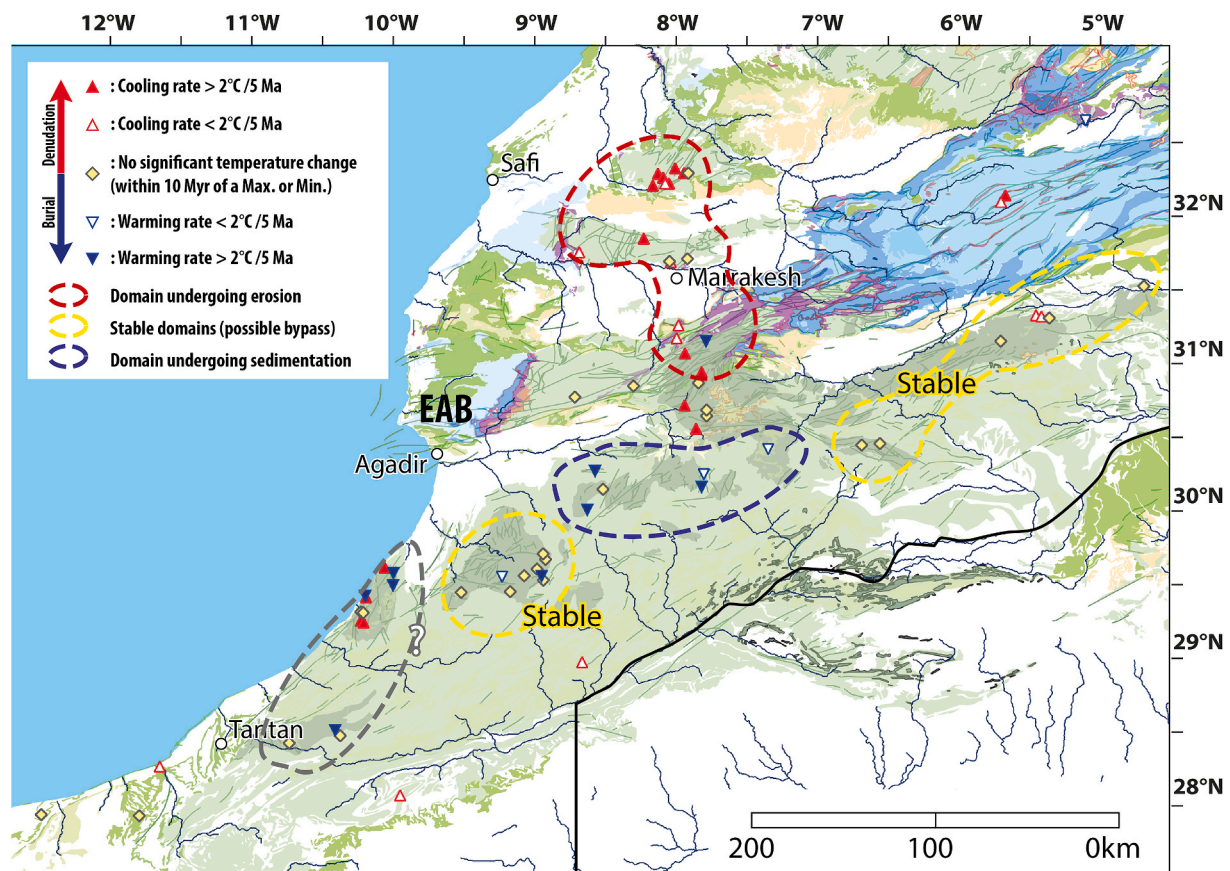 12°W 11°W 10°W 9°W 8°W 7°W 6°W 5°W
Denudation
Burial
: Cooling rate > 2°C /5 Ma
: Cooling rate < 2°C /5 Ma
: No significant temperature change
(within 10 Myr of a Max. or Min.)
: Warming rate < 2°C /5 Ma
: Warming rate > 2°C /5 Ma
Domain undergoing erosion
Stable domains (possible bypass)
Domain undergoing sedimentation
Safi
32°N
Marrakesh
31°N
Stable
EAB
Agadir
30°N
Stable
?
29°N
Tantan
28°N
200 100 0km